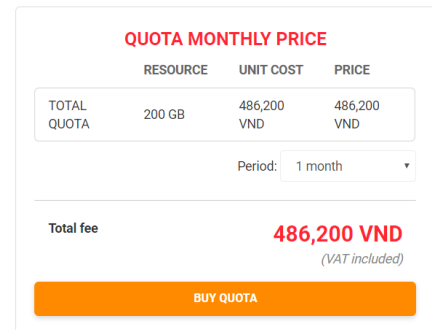 QUOTA MONTHLY PRICE
RESOURCE UNIT COST PRICE
TOTAL QUOTA 200 GB 486,200 VND 486,200 VND
Period: 1 month
Total fee 486,200 VND
(VAT included)
BUY QUOTA